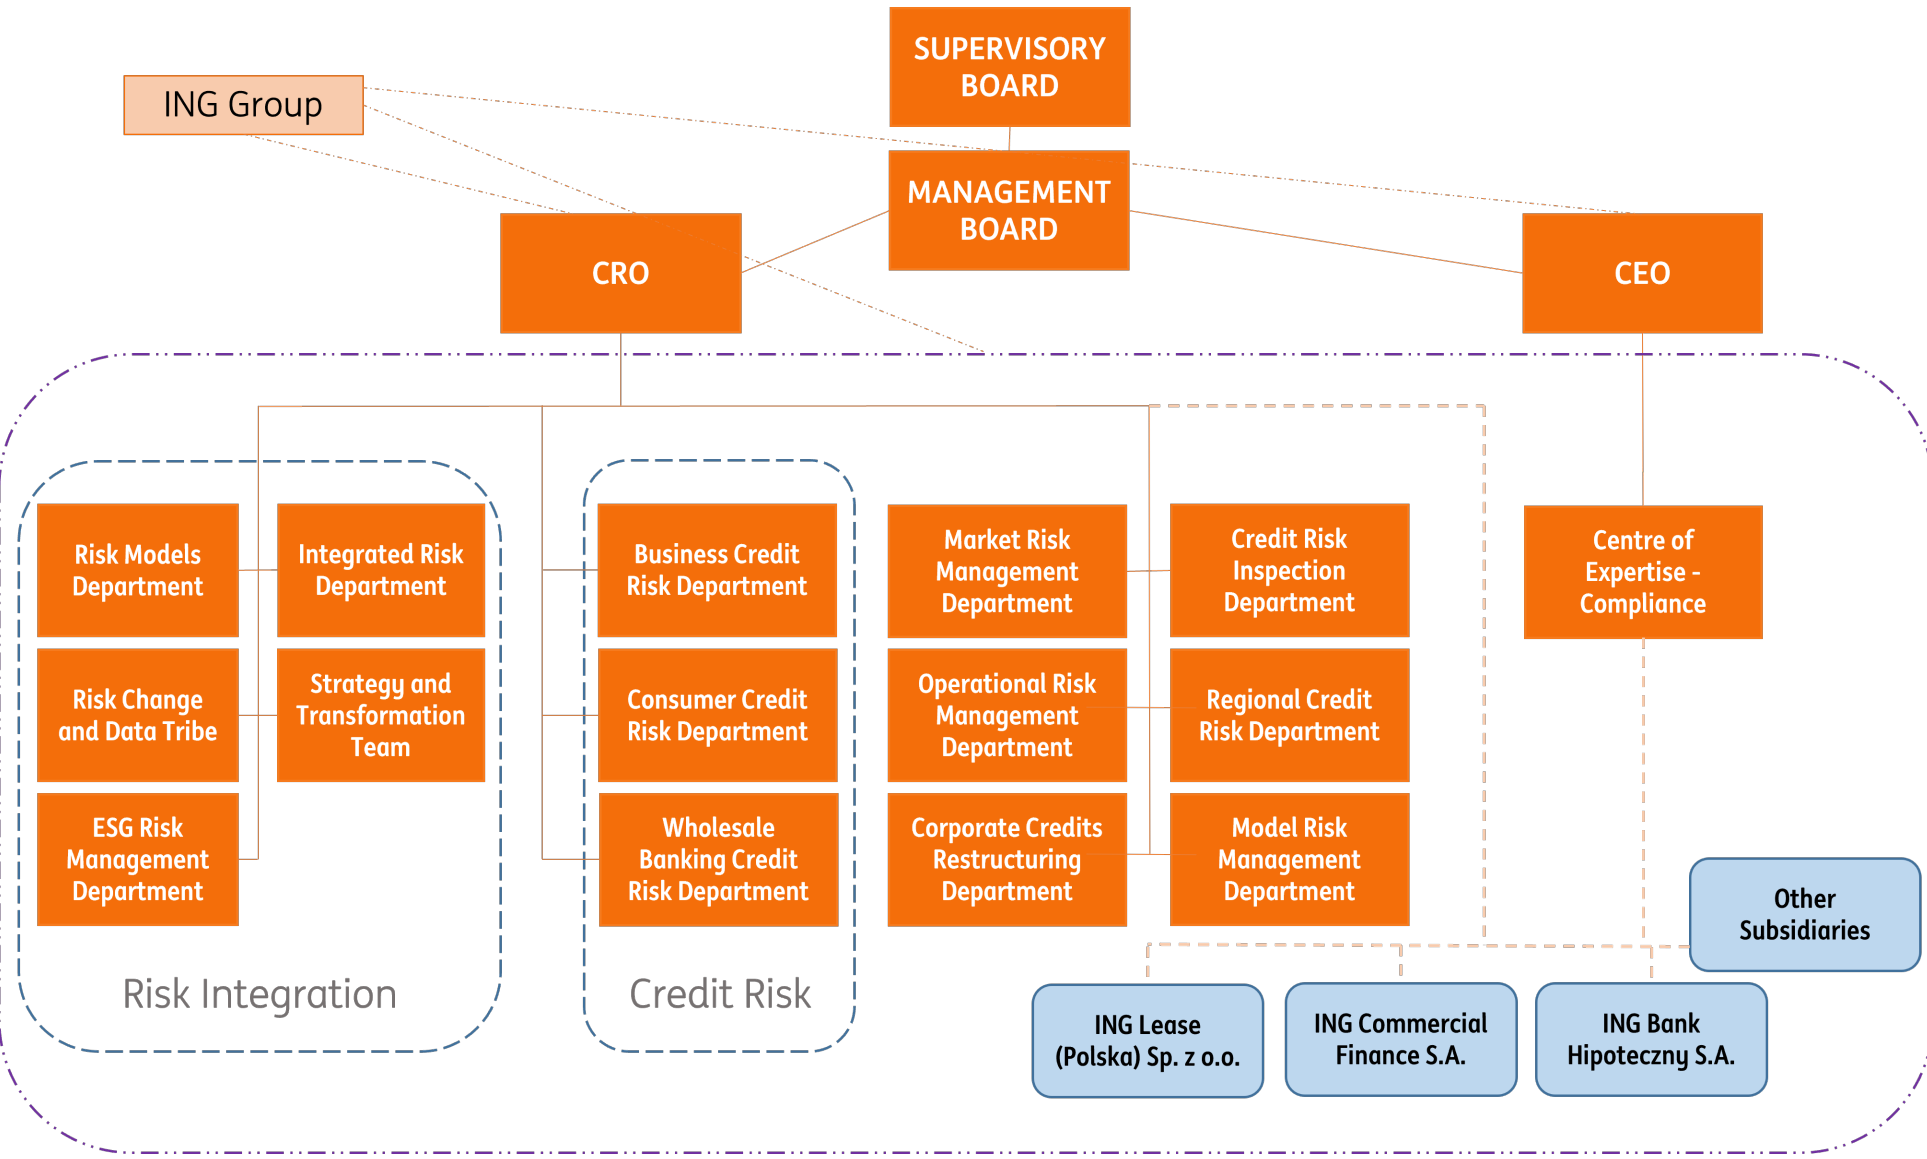 SUPERVISORY
BOARD
ING Group
MANAGEMENT
BOARD
CRO
CEO
Risk Models
Department
Integrated Risk
Department
Business Credit
Risk Department
Market Risk
Management
Department
Credit Risk
Inspection
Department
Centre of
Expertise -
Compliance
Risk Change
and Data Tribe
Strategy and
Transformation
Team
Consumer Credit
Risk Department
Operational Risk
Management
Department
Regional Credit
Risk Department
ESG Risk
Management
Department
Wholesale
Banking Credit
Risk Department
Corporate Credits
Restructuring
Department
Model Risk
Management
Department
Other
Subsidiaries
Risk Integration
Credit Risk
ING Lease
(Polska) Sp. z o.o.
ING Commercial
Finance S.A.
ING Bank
Hipoteczny S.A.